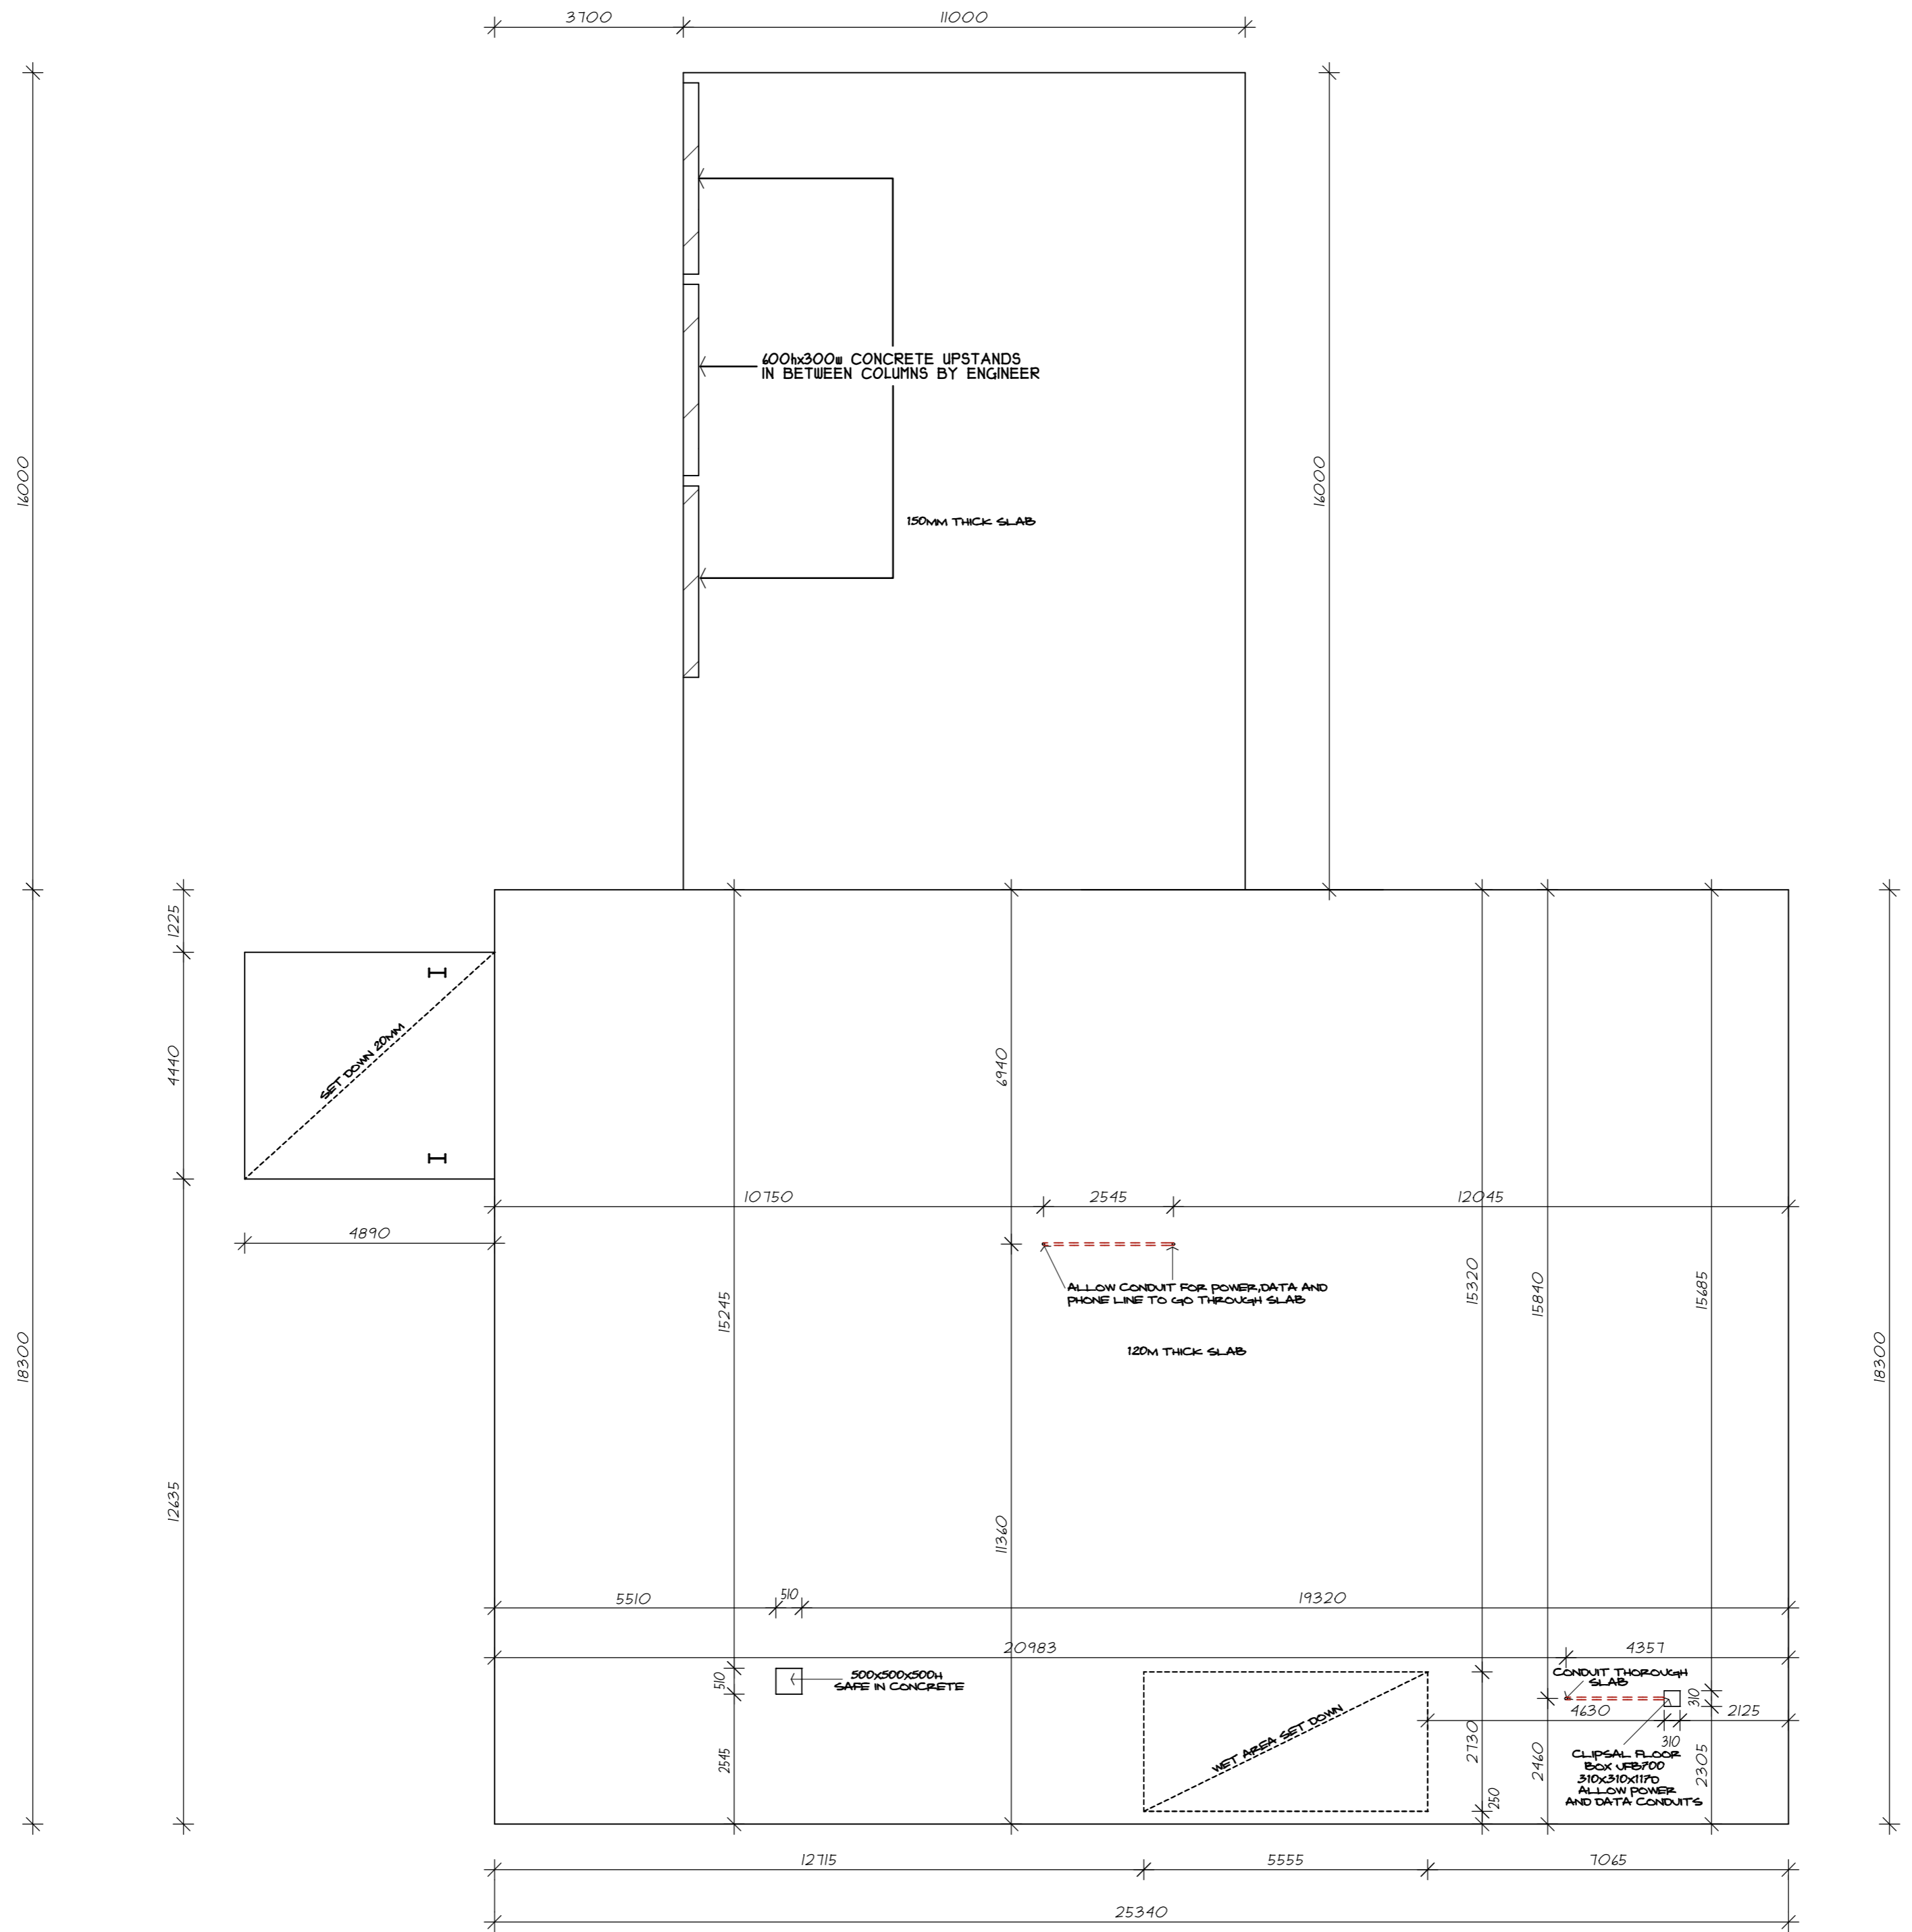 3700
11000
16000
16000
600hx300w CONCRETE UPSTANDS
IN BETWEEN COLUMNS BY ENGINEER
150MM THICK SLAB
1225
4440
12635
18300
SET DOWN 20MM
4890
6940
10750
2545
12045
ALLOW CONDUIT FOR POWER,DATA AND
PHONE LINE TO GO THROUGH SLAB
120M THICK SLAB
15245
11360
15320
15840
15685
18300
5510
510
19320
20983
4357
510
500x500x500H
SAFE IN CONCRETE
2545
WET AREA SET DOWN
2730
250
2460
CONDUIT THOROUGH
SLAB
310
4630
2125
310
2305
CLIPSAL FLOOR
BOX UFB700
310x310x117D
ALLOW POWER
AND DATA CONDUITS
12715
5555
7065
25340